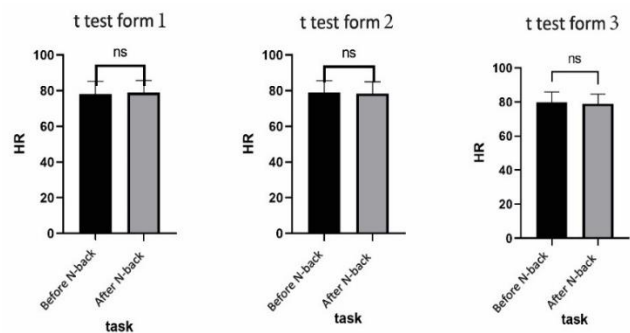 t test form 1
ns
100
80
60
40
20
0
HR
Before N-back
After N-back
task
t test form 2
ns
100
80
60
40
20
0
HR
Before N-back
After N-back
task
t test form 3
ns
100
80
60
40
20
0
HR
Before N-back
After N-back
task